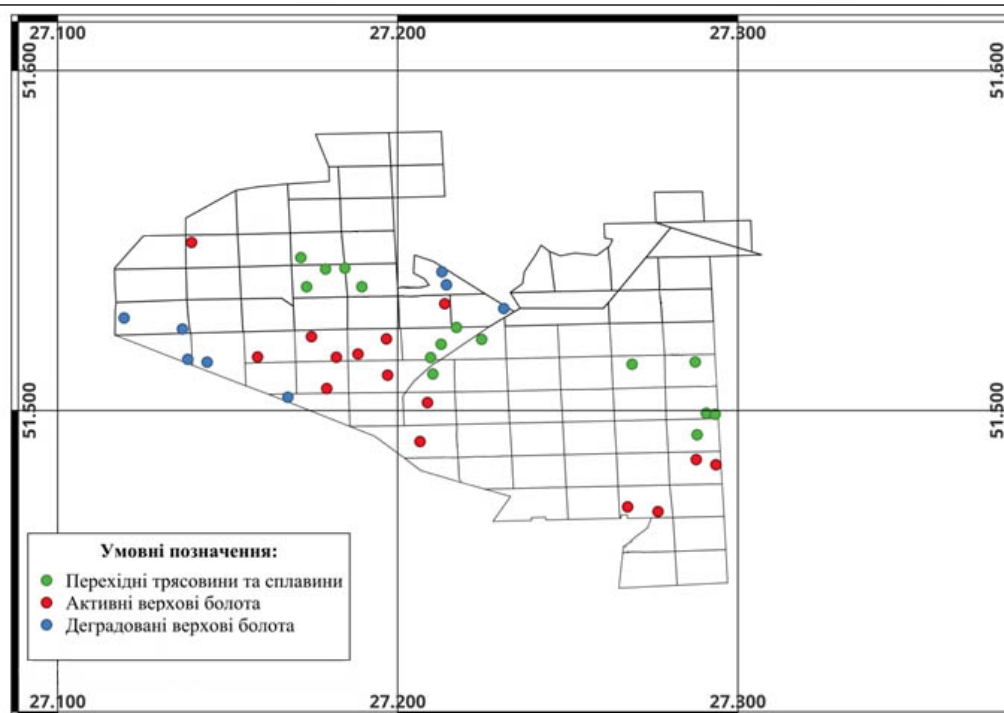 27.100 27.200 27.300
51.600 51.600
51.500 51.500
Умовні позначення:
Перехідні трясовини та сплавини
Активні верхові болота
Деградовані верхові болота
27.100 27.200 27.300